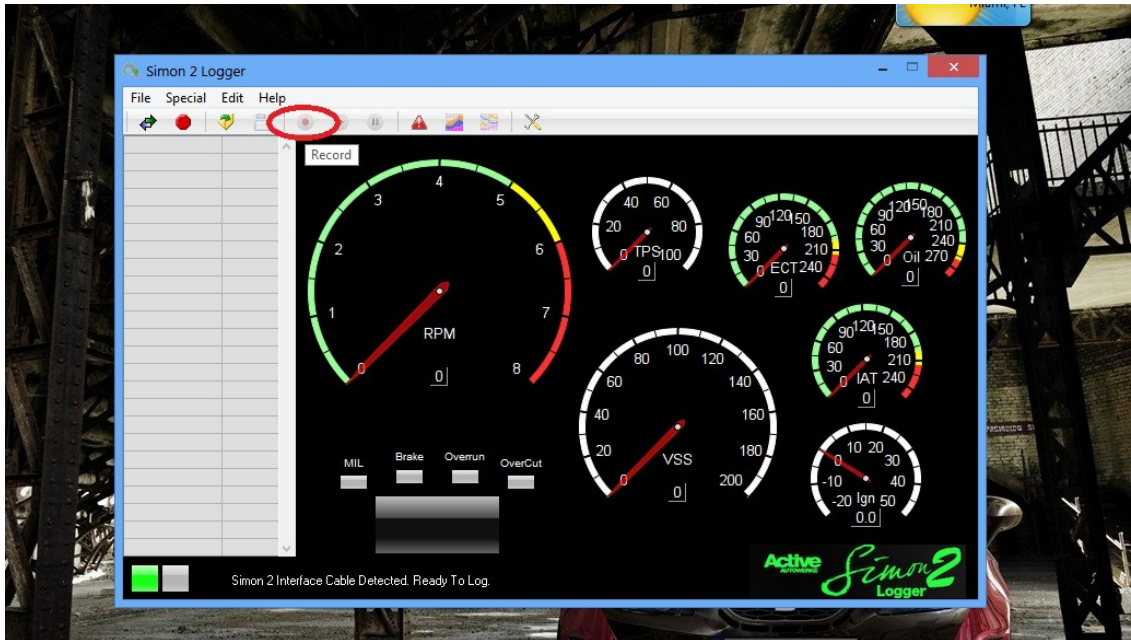 Miami, FL
Simon 2 Logger
File Special Edit Help
Record
0 1 2 3 4 5 6 7 8
RPM
0
0 20 40 60 80 100
TPS
0
0 30 60 90 120 150 180 210 240
ECT
0
0 30 60 90 120 150 180 210 240 270
Oil
0
0 30 60 90 120 150 180 210 240
IAT
0
0 20 40 60 80 100 120 140 160 180 200
VSS
0
-20 -10 0 10 20 30 40 50
Ign
0.0
MIL Brake Overrun OverCut
Simon 2 Interface Cable Detected. Ready To Log.
Active
AUTOWERKE
Simon 2
Logger